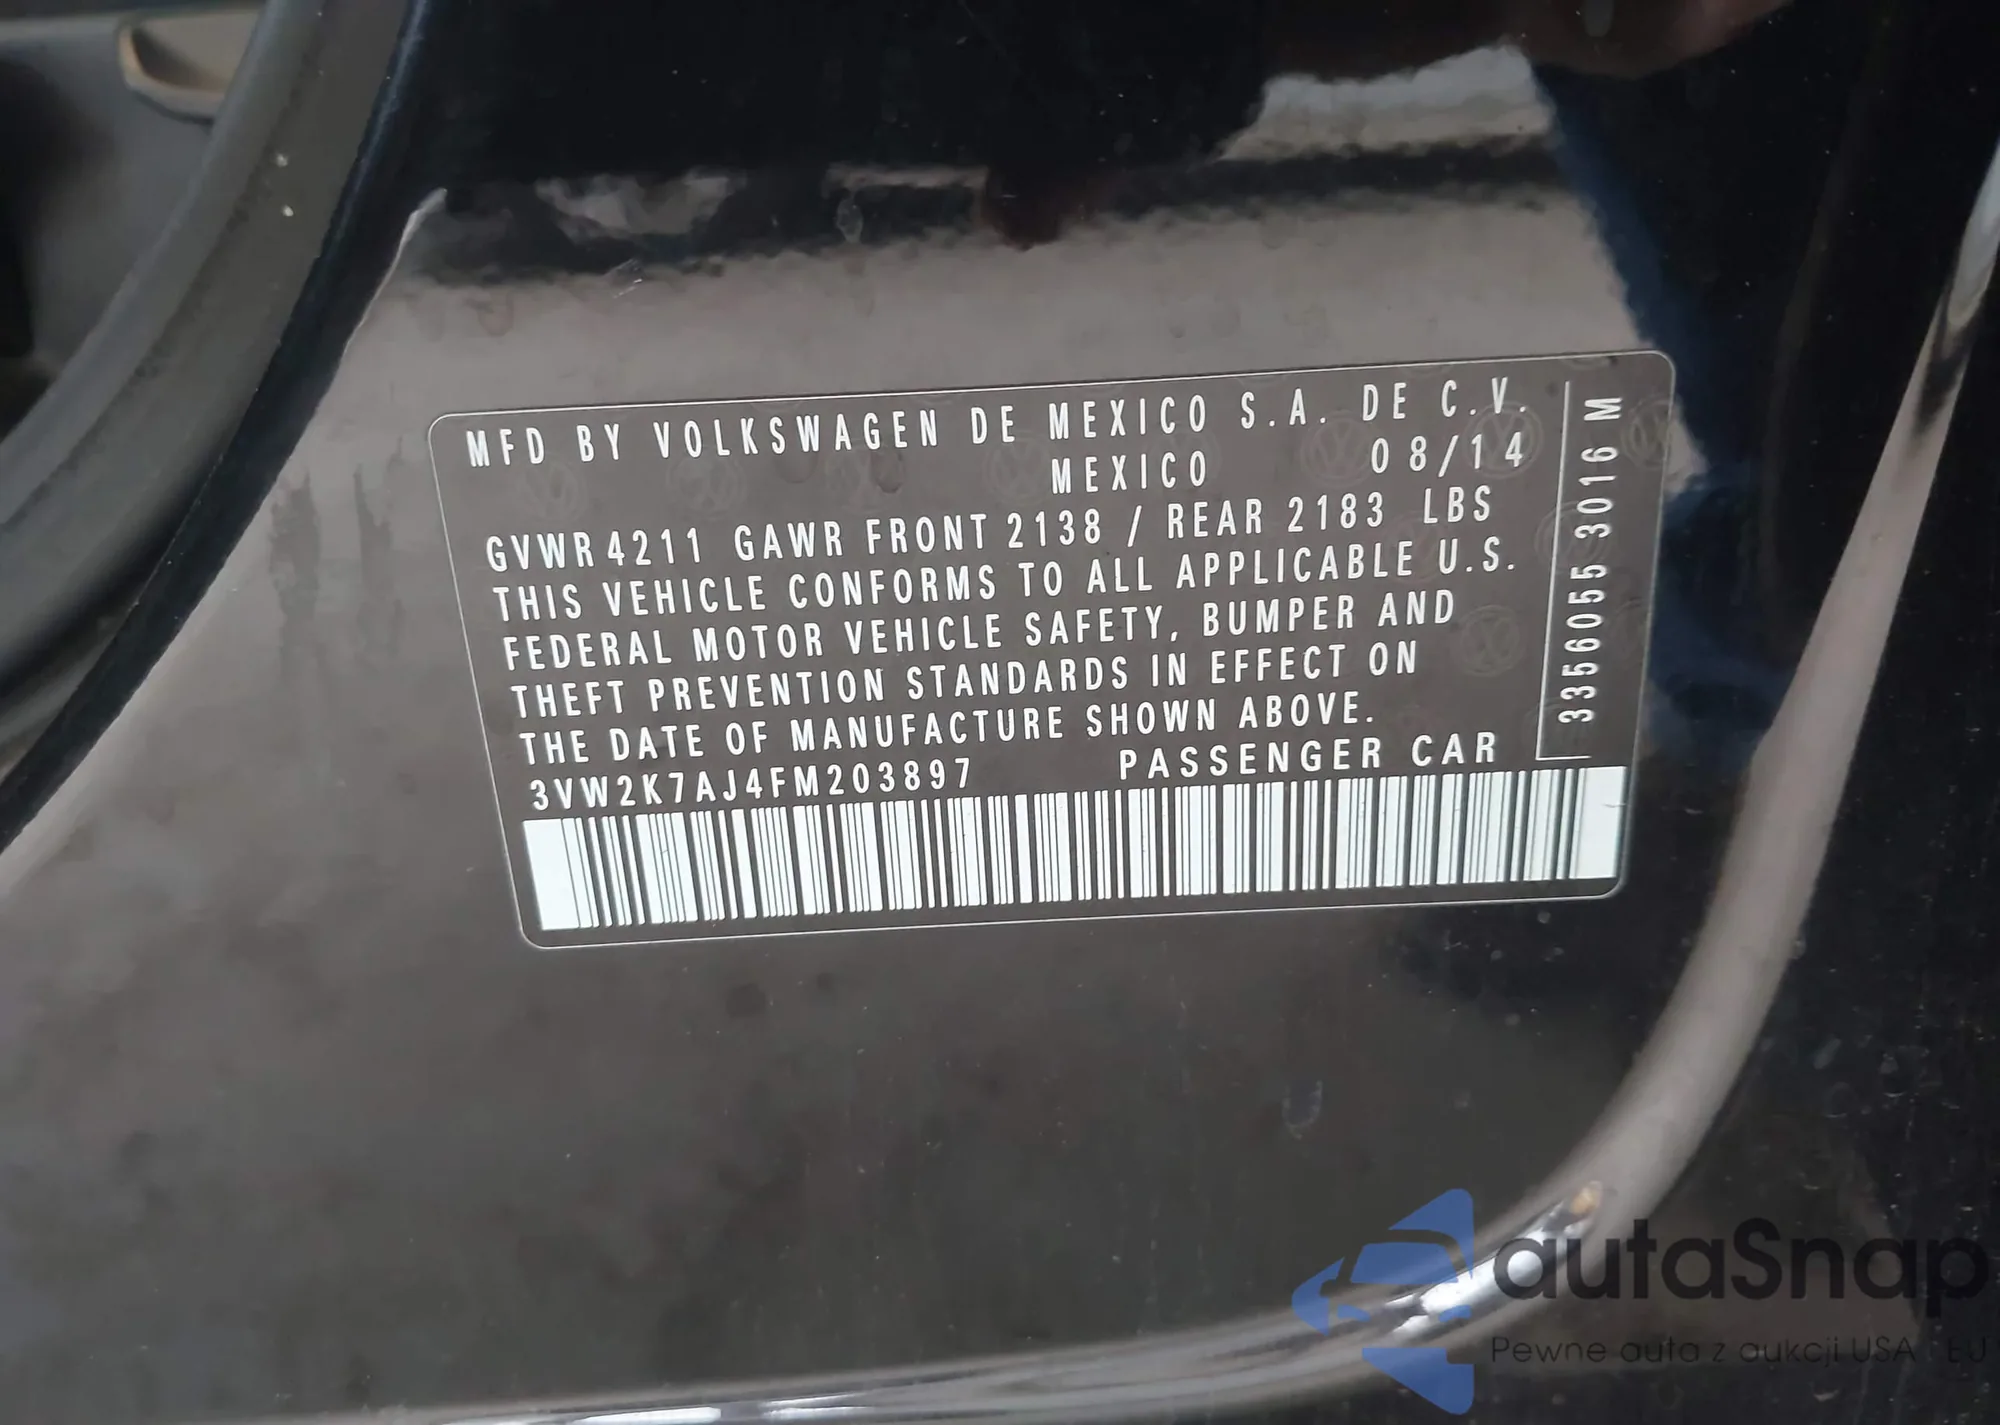 MFD BY VOLKSWAGEN DE MEXICO S.A. DE C.V.
MEXICO 08/14
GVWR 4211 GAWR FRONT 2138 / REAR 2183 LBS
THIS VEHICLE CONFORMS TO ALL APPLICABLE U.S.
FEDERAL MOTOR VEHICLE SAFETY, BUMPER AND
THEFT PREVENTION STANDARDS IN EFFECT ON
THE DATE OF MANUFACTURE SHOWN ABOVE.
3VW2K7AJ4FM203897 PASSENGER CAR
3356055 3016 M
autaSnap
Pewne auta z aukcji USA i EU